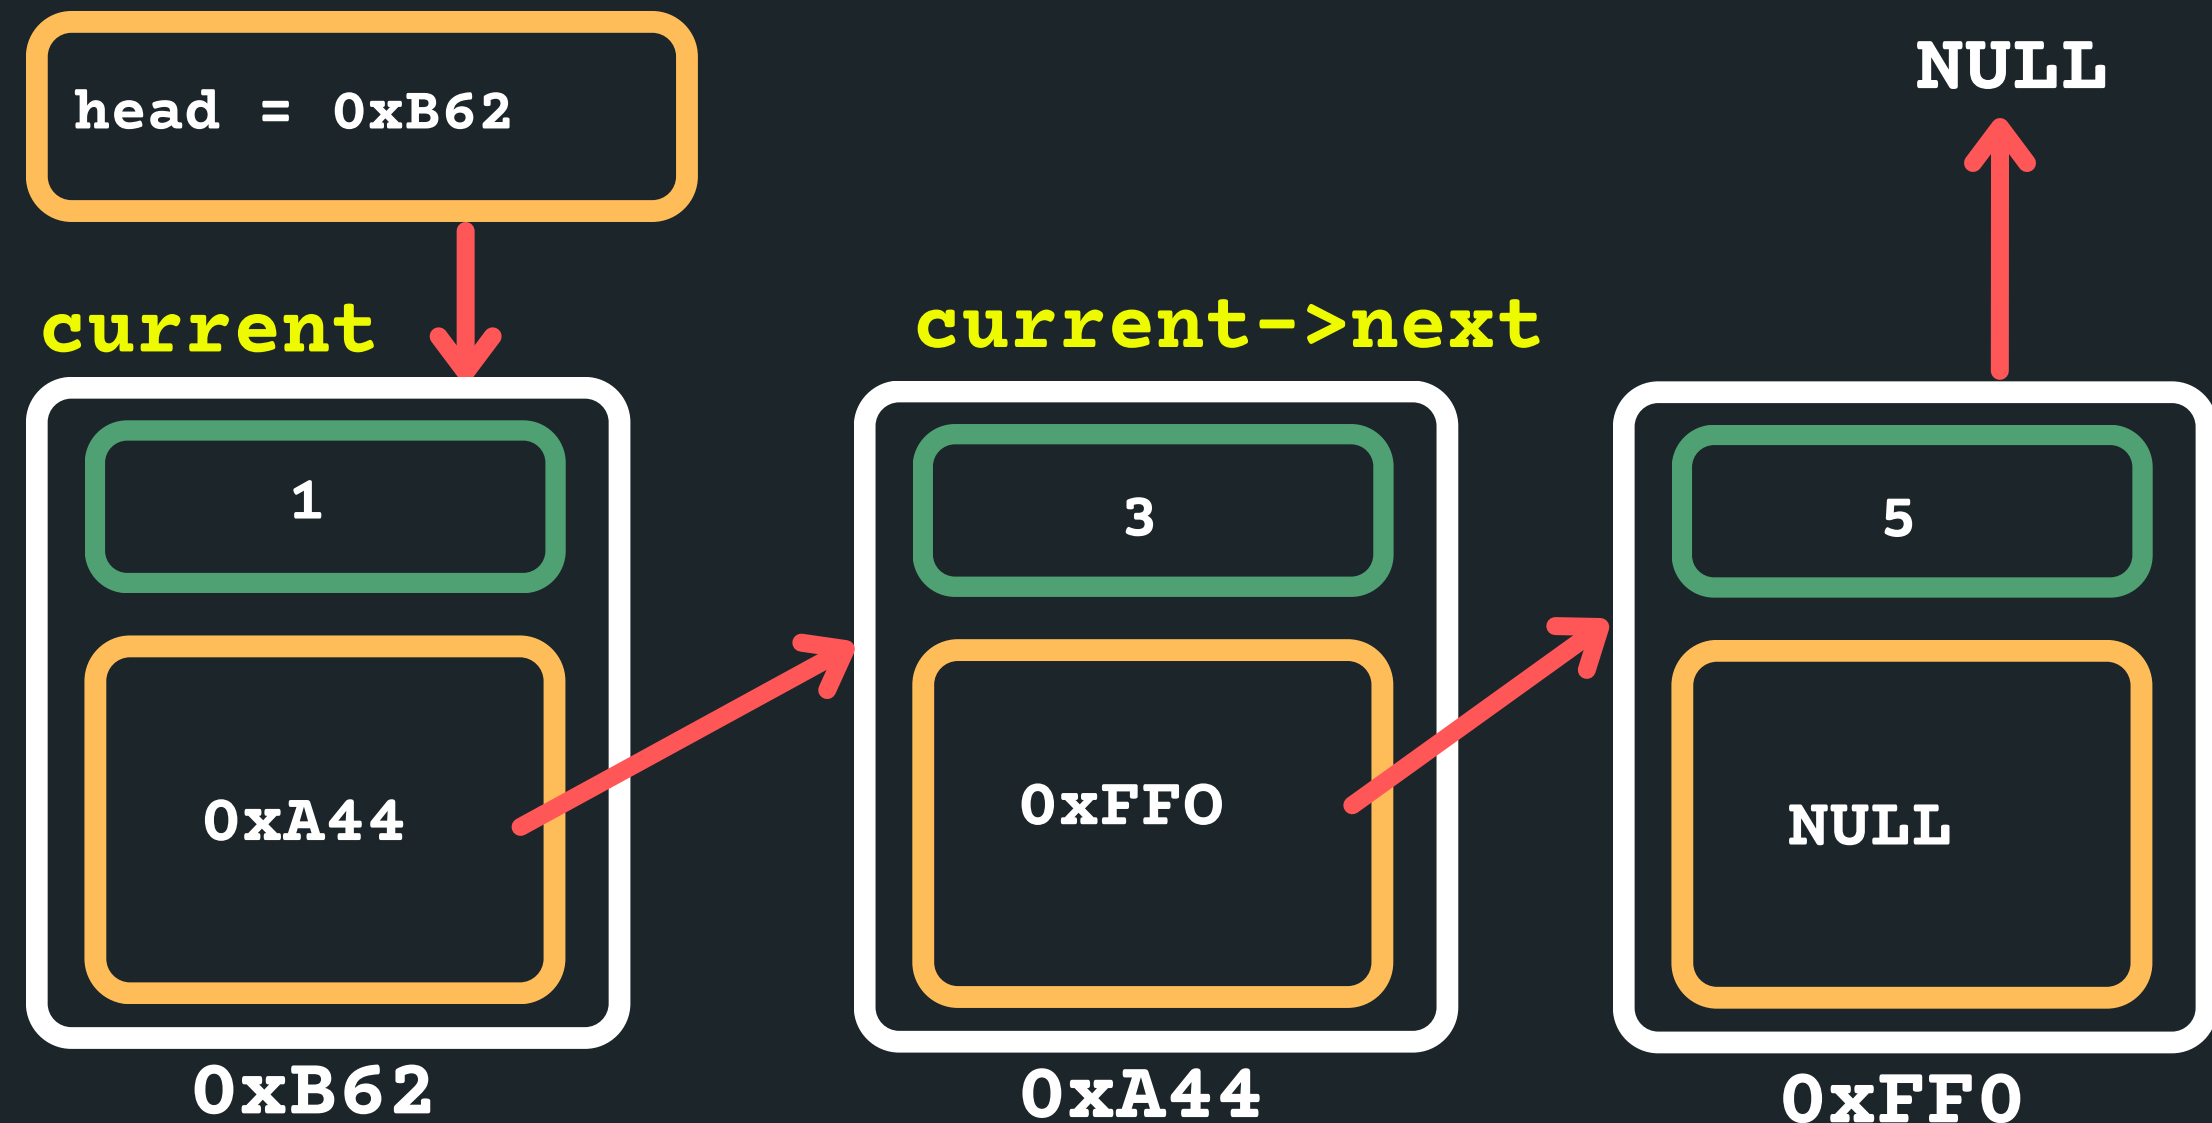 head = 0xB62
NULL
current
current->next
1
3
5
0xA44
0xFFO
NULL
0xB62
0xA44
0xFF0